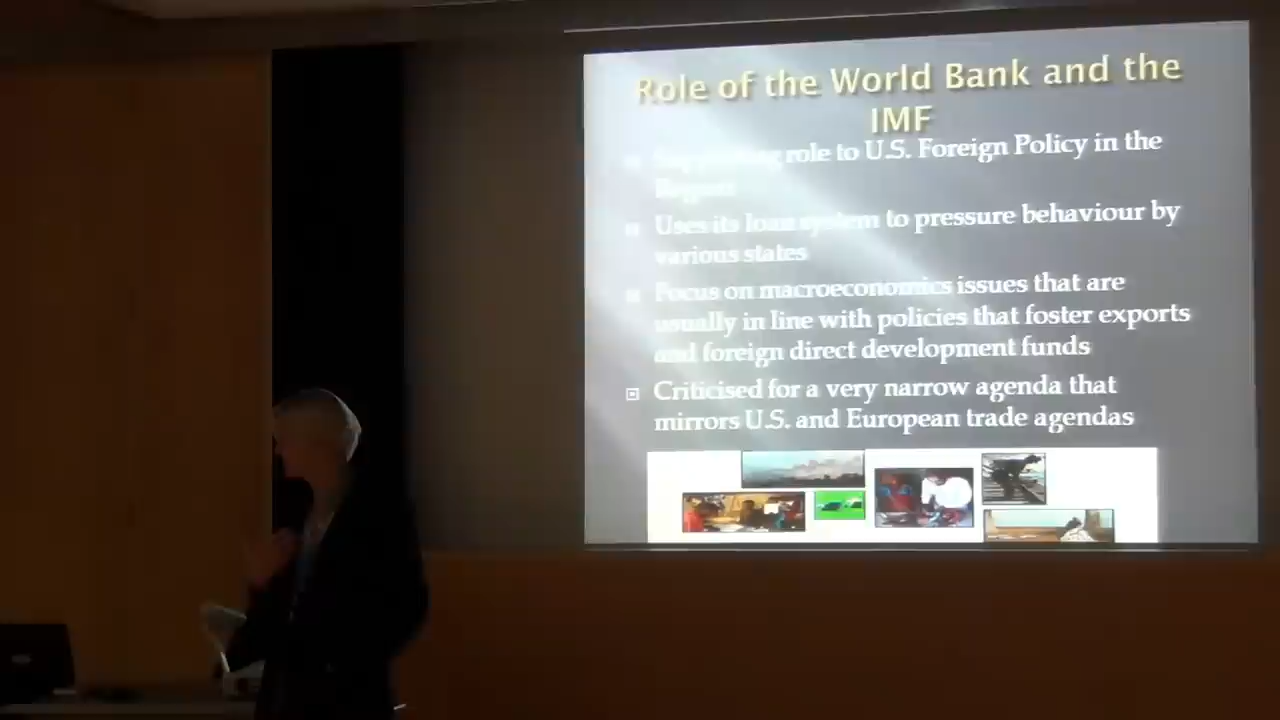 Role of the World Bank and the
IMF
role to U.S. Foreign Policy in the
Region
Uses its loan system to pressure behaviour by
various states
Focus on macroeconomics issues that are
usually in line with policies that foster exports
and foreign direct development funds
Criticised for a very narrow agenda that
mirrors U.S. and European trade agendas